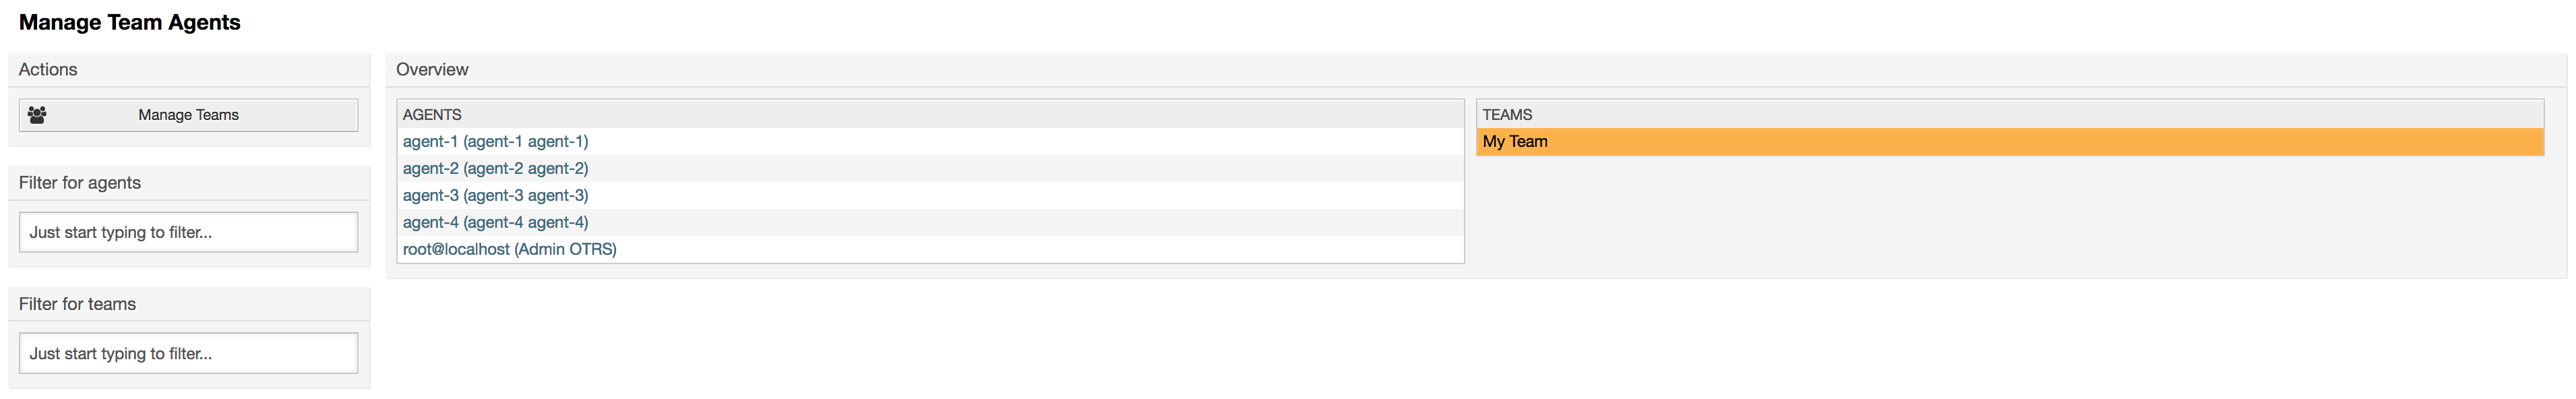 Manage Team Agents
Actions
Manage Teams
Filter for agents
Just start typing to filter...
Filter for teams
Just start typing to filter...
Overview
AGENTS
agent-1 (agent-1 agent-1)
agent-2 (agent-2 agent-2)
agent-3 (agent-3 agent-3)
agent-4 (agent-4 agent-4)
root@localhost (Admin OTRS)
TEAMS
My Team